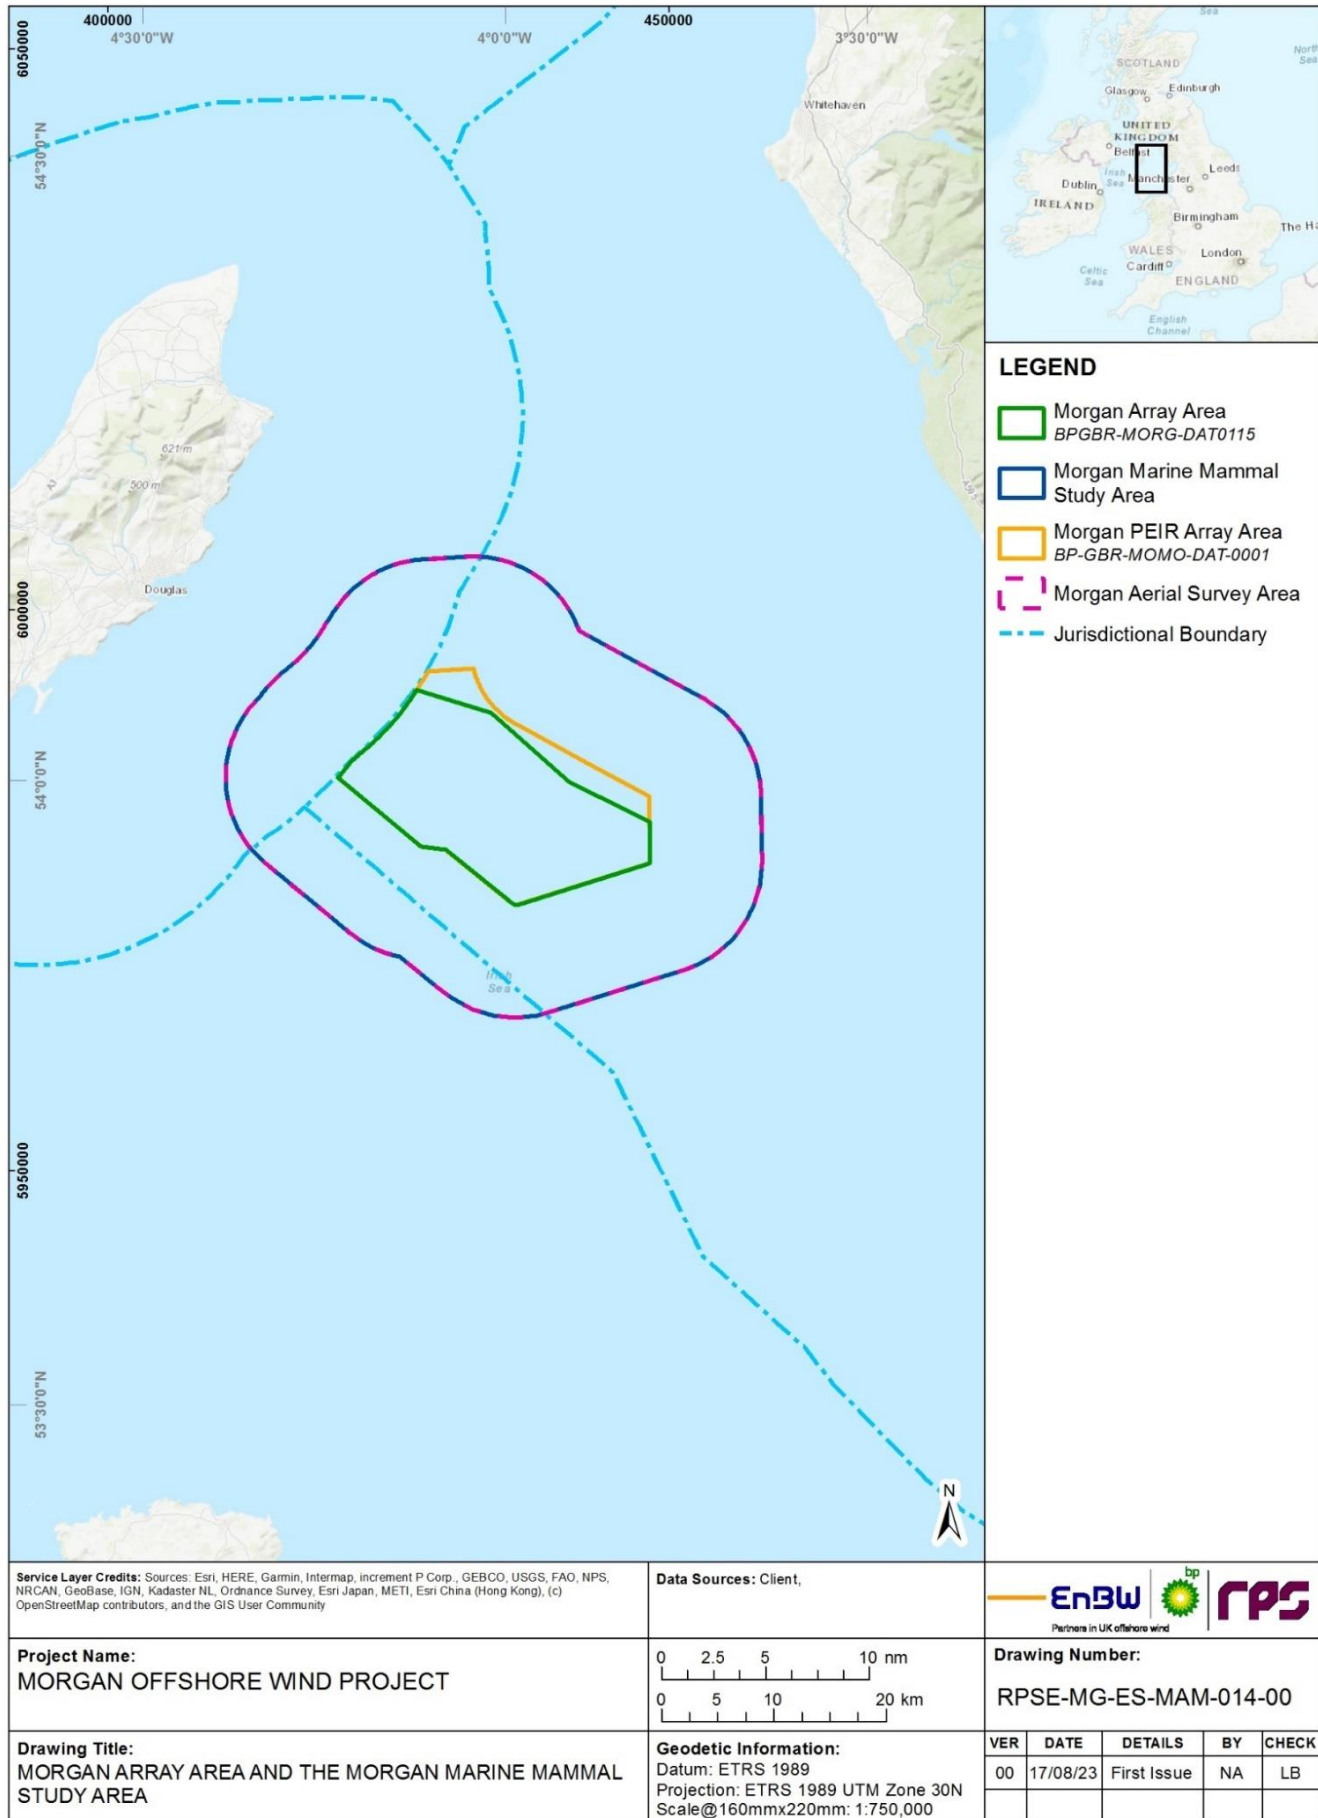 400000
450000
4°30'0"W
4°0'0"W
3°30'0"W
6050000
54°30'0"N
6000000
54°0'0"N
5950000
53°30'0"N
Whitehaven
A595
621 m
500 m
A3
Douglas
Irish
Sea
N
Sea
North
Sea
SCOTLAND
Glasgow
Edinburgh
UNITED
KINGDOM
Belfast
Irish
Sea
Manchester
Leeds
Dublin
IRELAND
Birmingham
The Ha
WALES
London
Cardiff
Celtic
Sea
ENGLAND
English
Channel
LEGEND
Morgan Array Area
BPGBR-MORG-DAT0115
Morgan Marine Mammal
Study Area
Morgan PEIR Array Area
BP-GBR-MOMO-DAT-0001
Morgan Aerial Survey Area
Jurisdictional Boundary
Service Layer Credits: Sources: Esri, HERE, Garmin, Intermap, increment P Corp., GEBCO, USGS, FAO, NPS,
NRCAN, GeoBase, IGN, Kadaster NL, Ordnance Survey, Esri Japan, METI, Esri China (Hong Kong), (c)
OpenStreetMap contributors, and the GIS User Community
Data Sources: Client,
EnBW
bp
rps
Partners in UK offshore wind
Project Name:
MORGAN OFFSHORE WIND PROJECT
0 2.5 5 10 nm
0 5 10 20 km
Drawing Number:
RPSE-MG-ES-MAM-014-00
Drawing Title:
MORGAN ARRAY AREA AND THE MORGAN MARINE MAMMAL
STUDY AREA
Geodetic Information:
Datum: ETRS 1989
Projection: ETRS 1989 UTM Zone 30N
Scale@160mmx220mm: 1:750,000
VER DATE DETAILS BY CHECK
00 17/08/23 First Issue NA LB